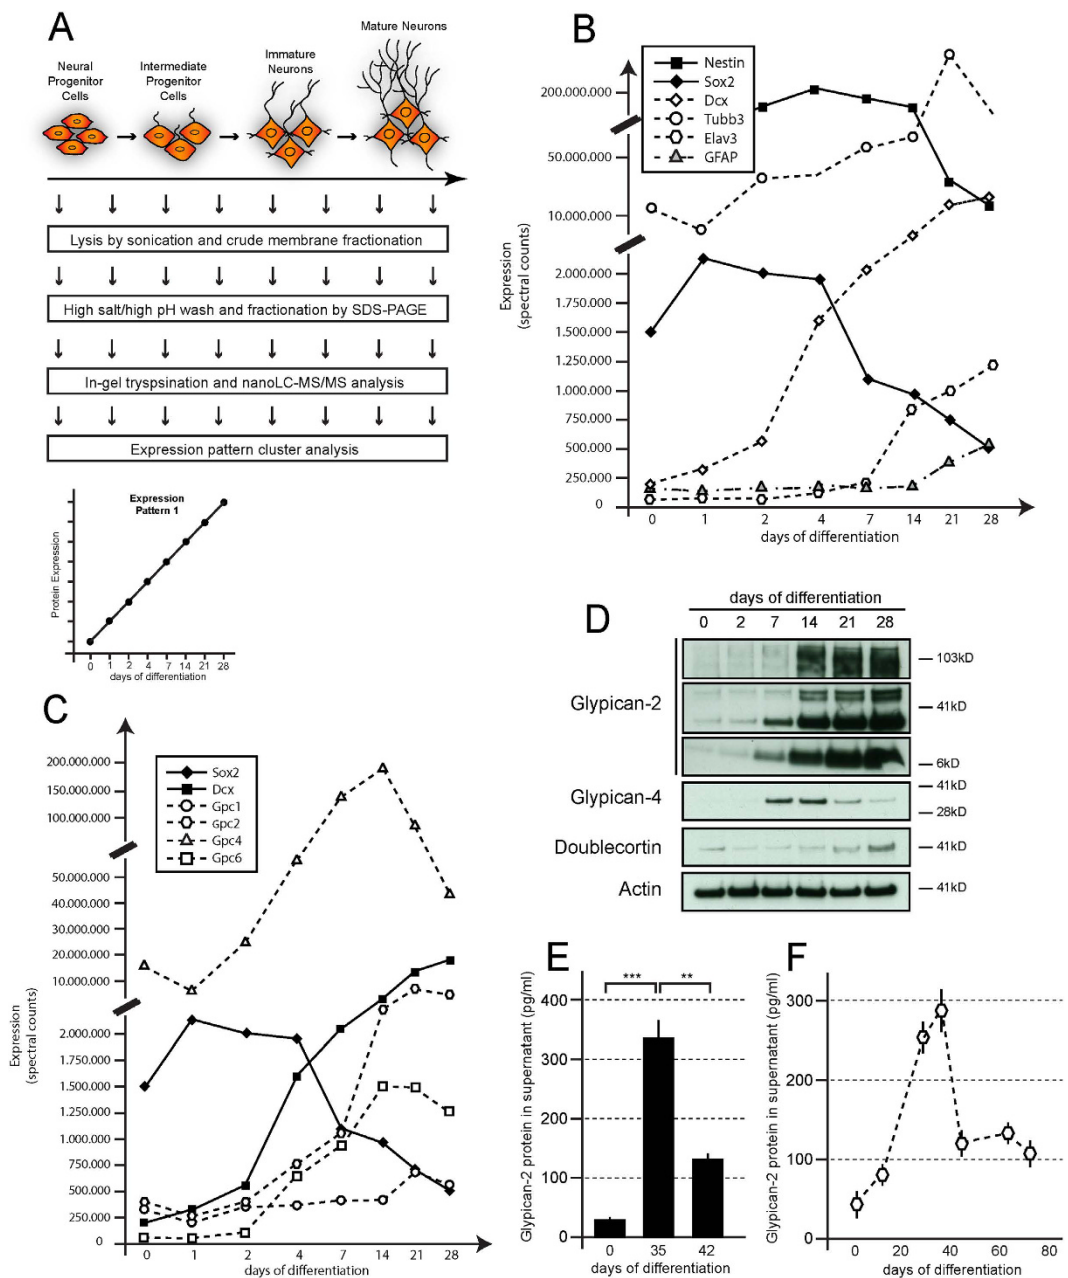 A
Neural
Progenitor
Cells
Intermediate
Progenitor
Cells
Immature
Neurons
Mature Neurons
Lysis by sonication and crude membrane fractionation
High salt/high pH wash and fractionation by SDS-PAGE
In-gel tryspsination and nanoLC-MS/MS analysis
Expression pattern cluster analysis
Expression
Pattern 1
Protein Expression
0 1 2 4 7 14 21 28
days of differentiation
B
Nestin
Sox2
Dcx
Tubb3
Elav3
GFAP
Expression
(spectral counts)
200.000.000
50.000.000
10.000.000
2.000.000
1.750.000
1.500.000
1.250.000
1.000.000
750.000
500.000
250.000
0
0 1 2 4 7 14 21 28
days of differentiation
C
Sox2
Dcx
Gpc1
Gpc2
Gpc4
Gpc6
Expression
(spectral counts)
200.000.000
150.000.000
100.000.000
50.000.000
40.000.000
30.000.000
20.000.000
10.000.000
2.000.000
1.750.000
1.500.000
1.250.000
1.000.000
750.000
500.000
250.000
0
0 1 2 4 7 14 21 28
days of differentiation
D
days of differentiation
0 2 7 14 21 28
Glypican-2
103kD
41kD
6kD
Glypican-4
41kD
28kD
Doublecortin
41kD
Actin
41kD
E
Glypican-2 protein in supernatant (pg/ml)
*** **
400
300
200
100
0
0 35 42
days of differentiation
F
Glypican-2 protein in supernatant (pg/ml)
300
200
100
0
0 20 40 60 80
days of differentiation